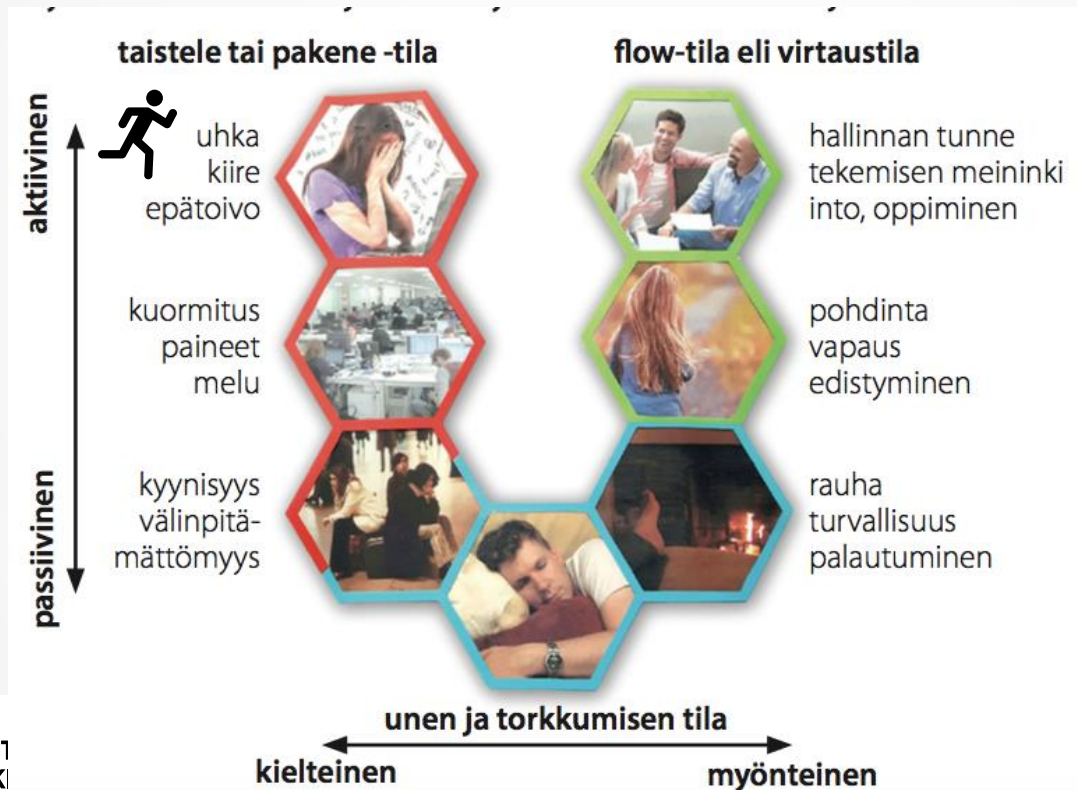 taistele tai pakene -tila
flow-tila eli virtaustila
aktiivinen
uhka
kiire
epätoivo
hallinnan tunne
tekemisen meininki
into, oppiminen
kuormitus
paineet
melu
pohdinta
vapaus
edistyminen
passiivinen
kyynisyys
välinpitä-
mättömyys
rauha
turvallisuus
palautuminen
unen ja torkkumisen tila
kielteinen
myönteinen